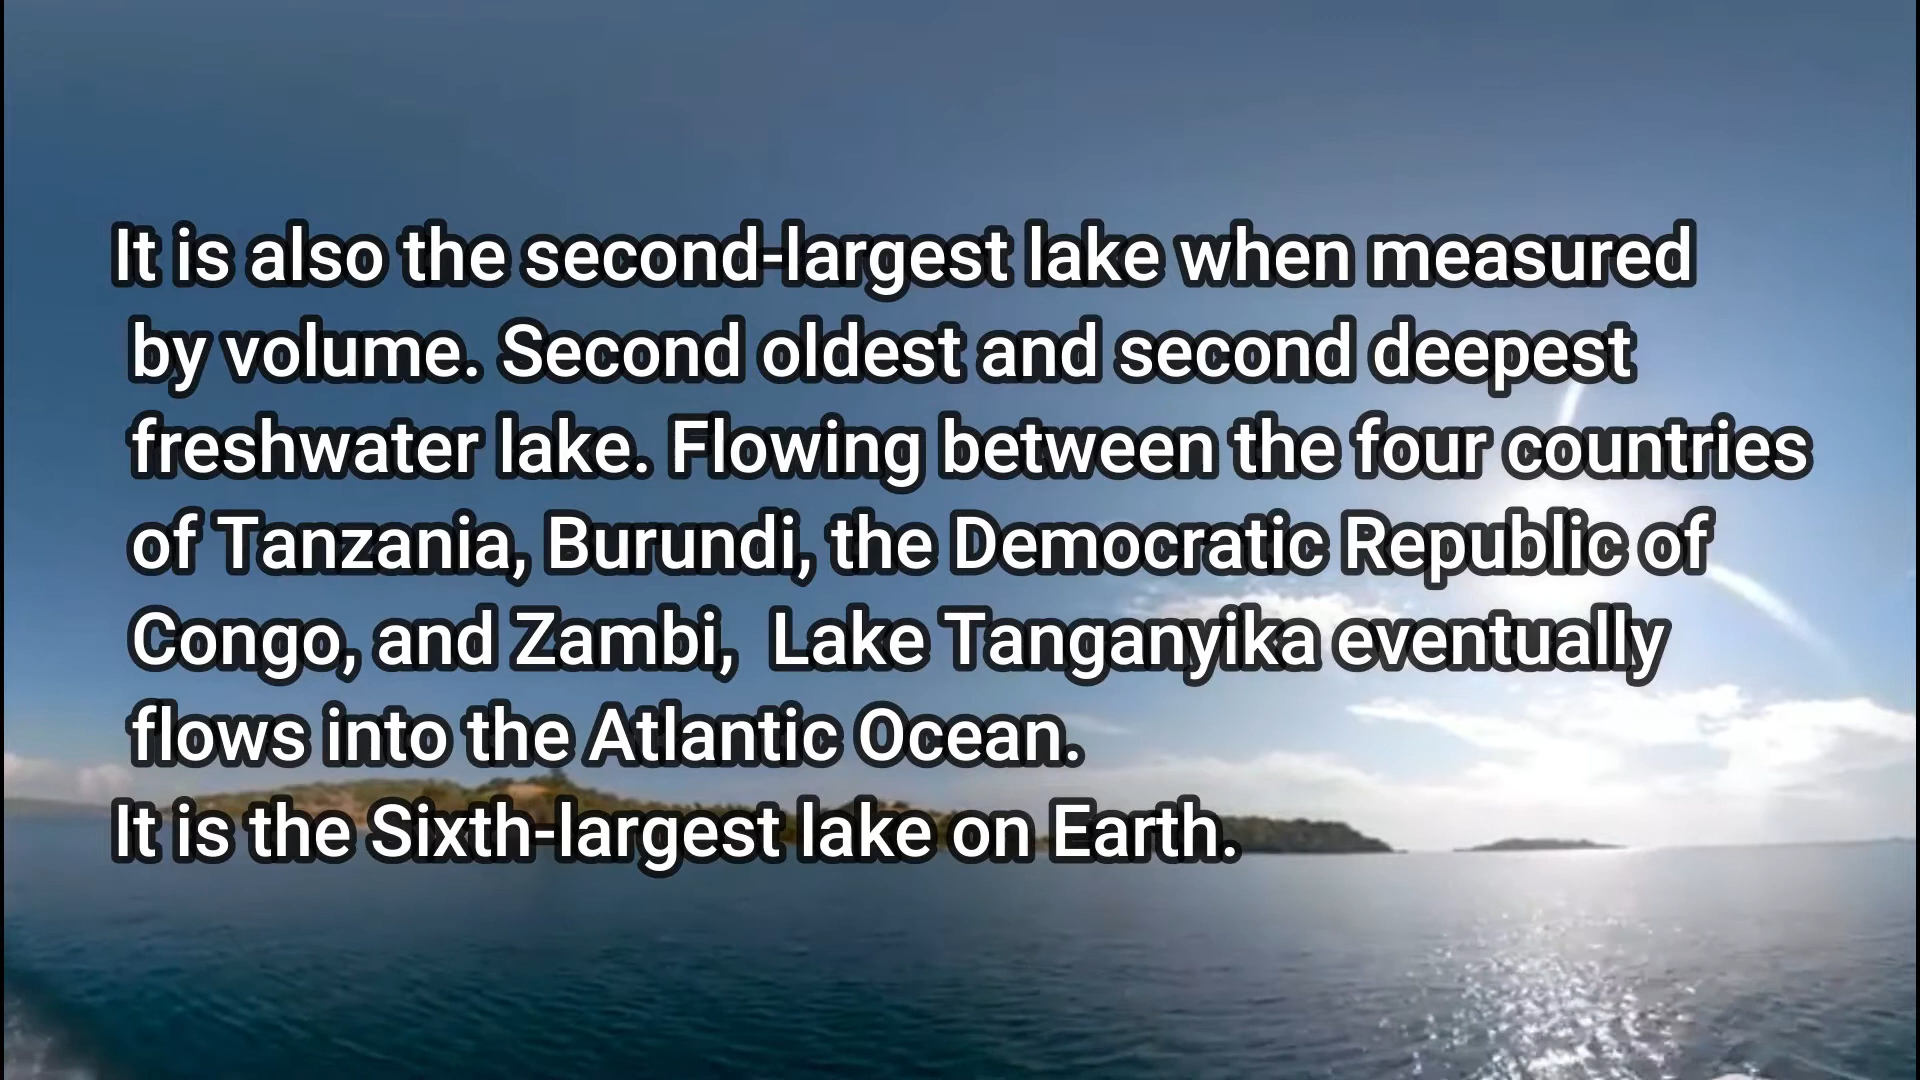 It is also the second-largest lake when measured
by volume. Second oldest and second deepest
freshwater lake. Flowing between the four countries
of Tanzania, Burundi, the Democratic Republic of
Congo, and Zambi,  Lake Tanganyika eventually
flows into the Atlantic Ocean.
It is the Sixth-largest lake on Earth.